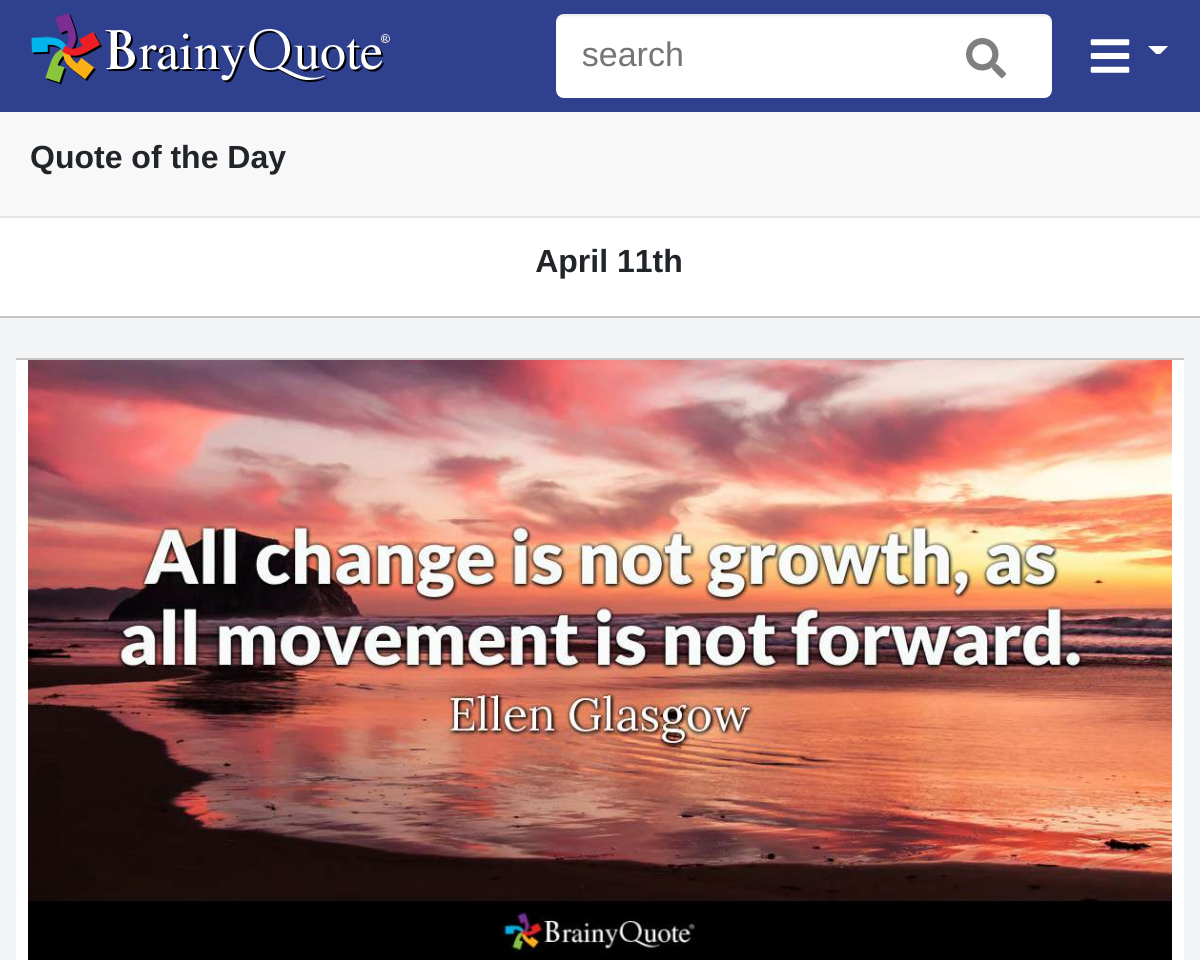 BrainyQuote®
search
Quote of the Day
April 11th
All change is not growth, as
all movement is not forward.
Ellen Glasgow
BrainyQuote®